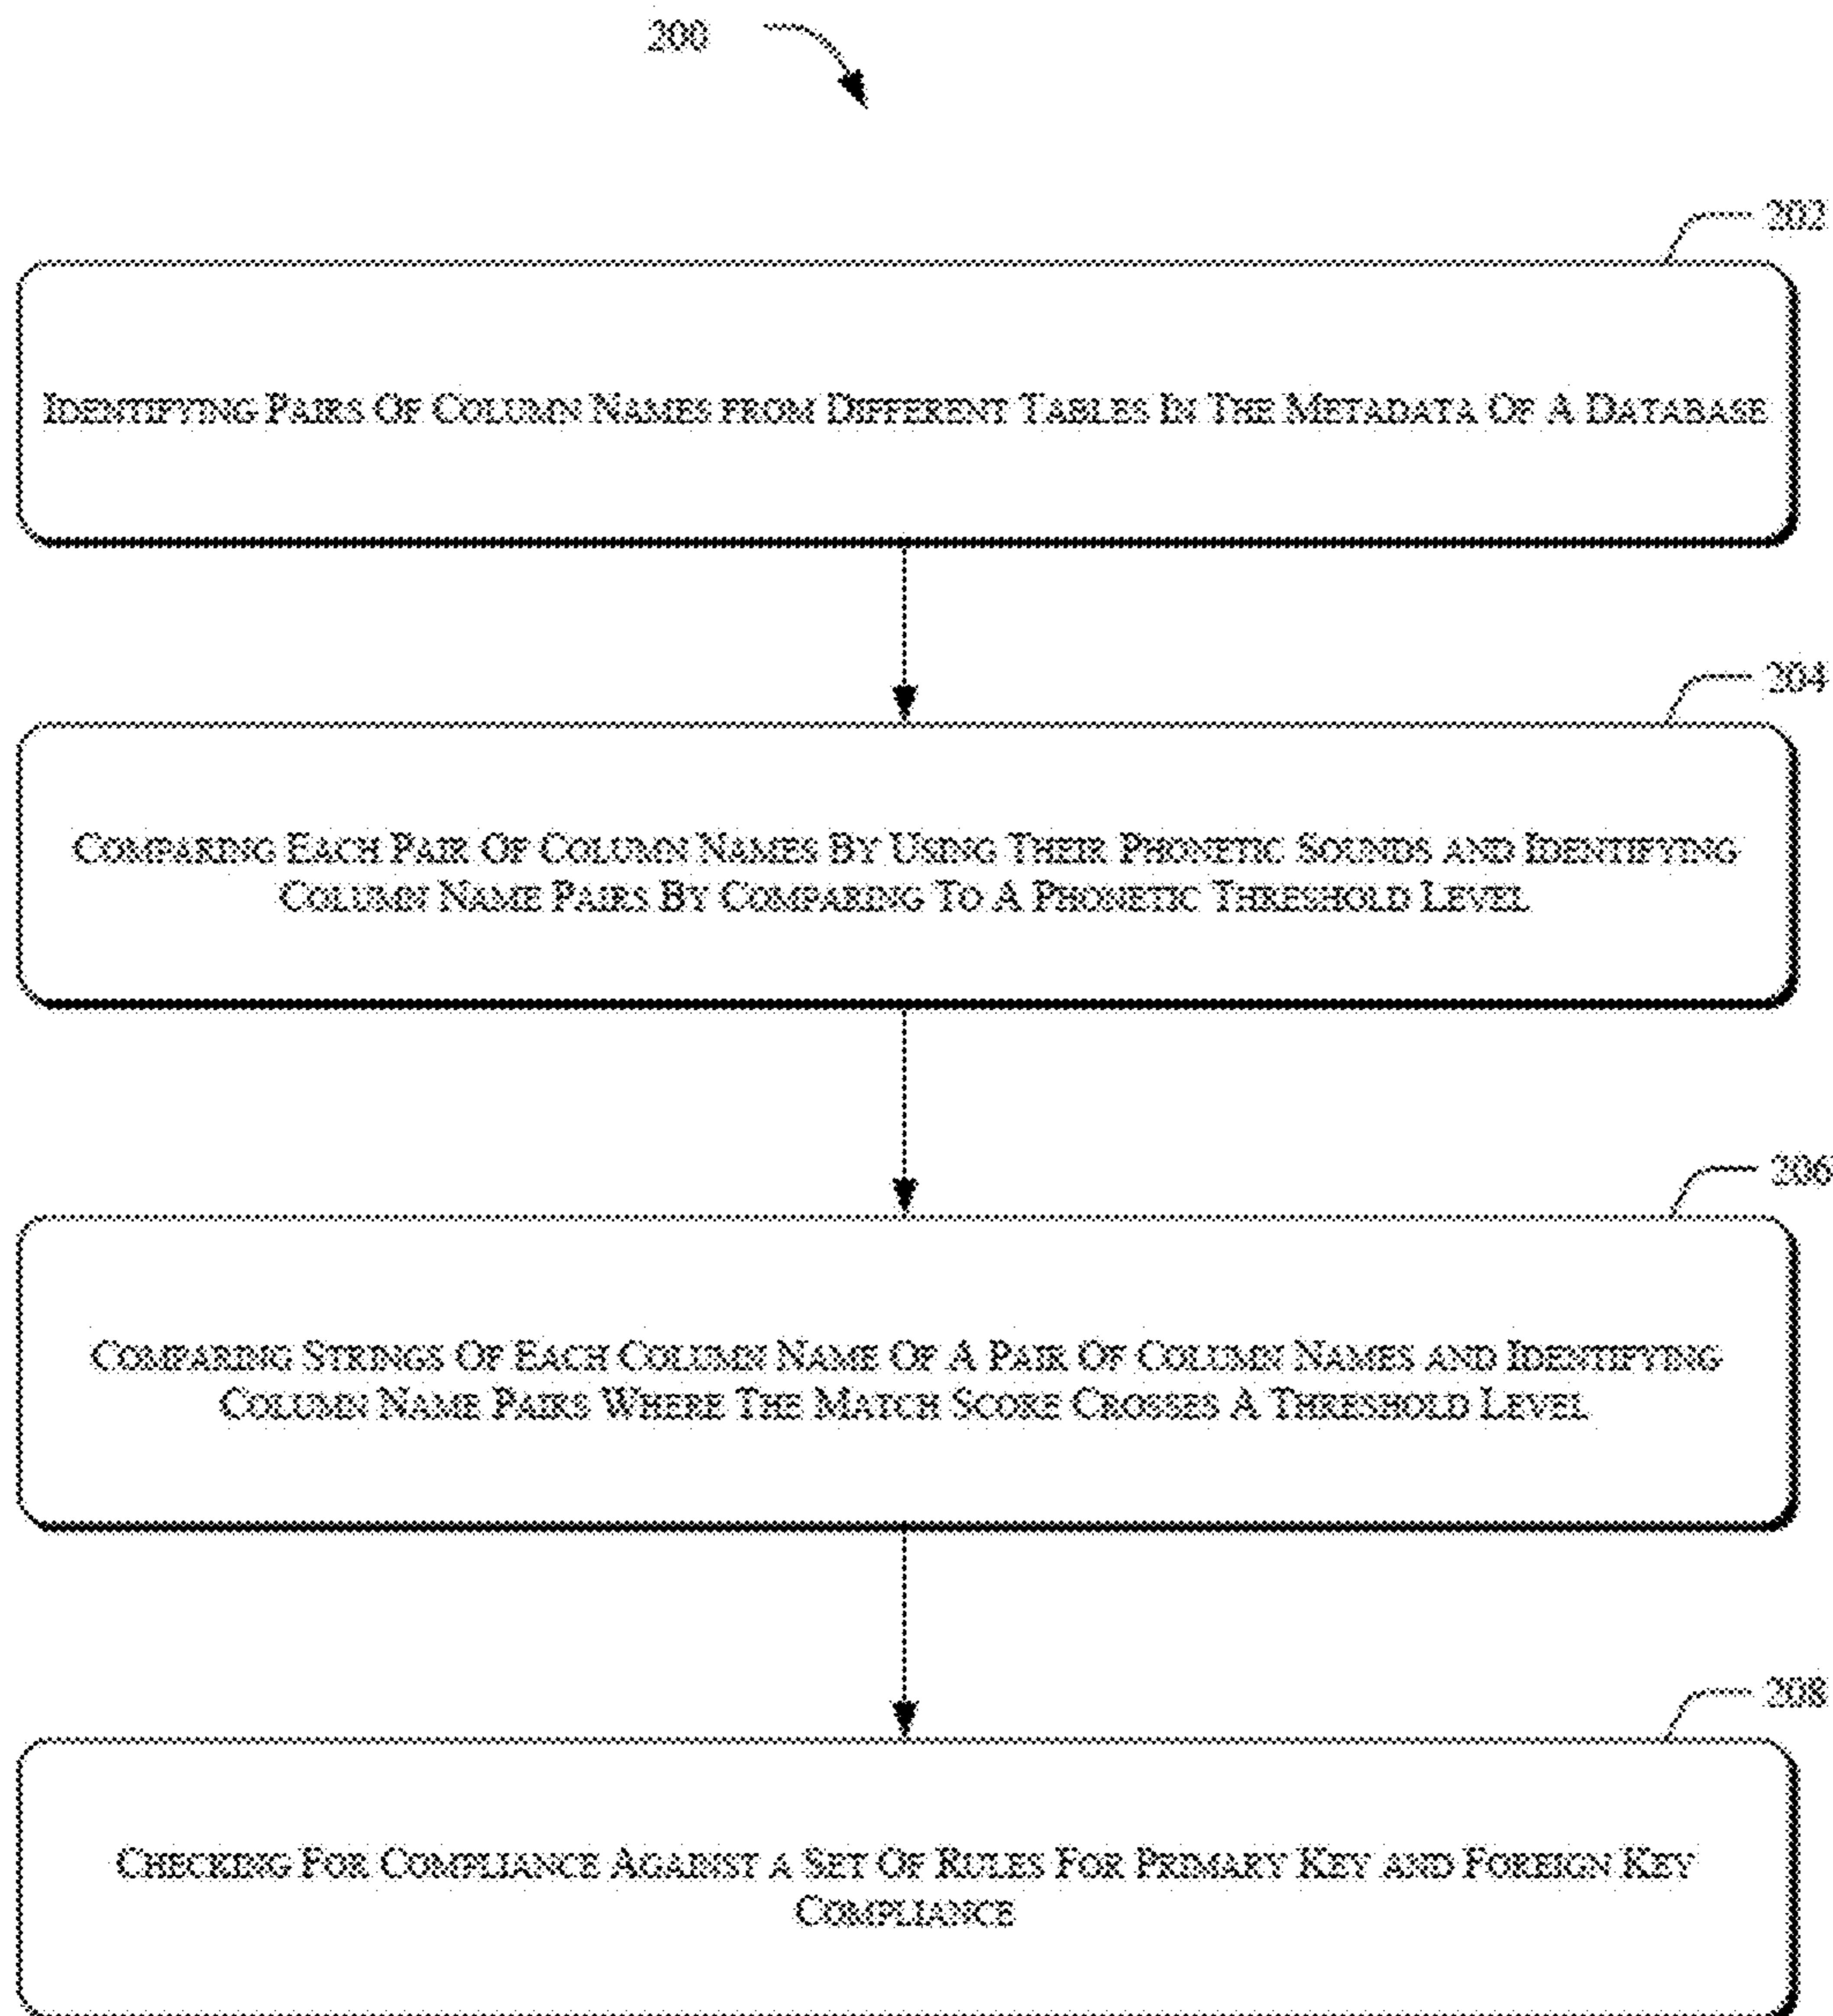 200
202
IDENTIFYING PAIRS OF COLUMN NAMES FROM DIFFERENT TABLES IN THE METADATA OF A DATABASE
204
COMPARING EACH PAIR OF COLUMN NAMES BY USING THEIR PHONETIC SOUNDS AND IDENTIFYING
COLUMN NAME PAIRS BY COMPARING TO A PHONETIC THRESHOLD LEVEL
206
COMPARING STRINGS OF EACH COLUMN NAME OF A PAIR OF COLUMN NAMES AND IDENTIFYING
COLUMN NAME PAIRS WHERE THE MATCH SCORE CROSSES A THRESHOLD LEVEL
208
CHECKING FOR COMPLIANCE AGAINST A SET OF RULES FOR PRIMARY KEY AND FOREIGN KEY
COMPLIANCE